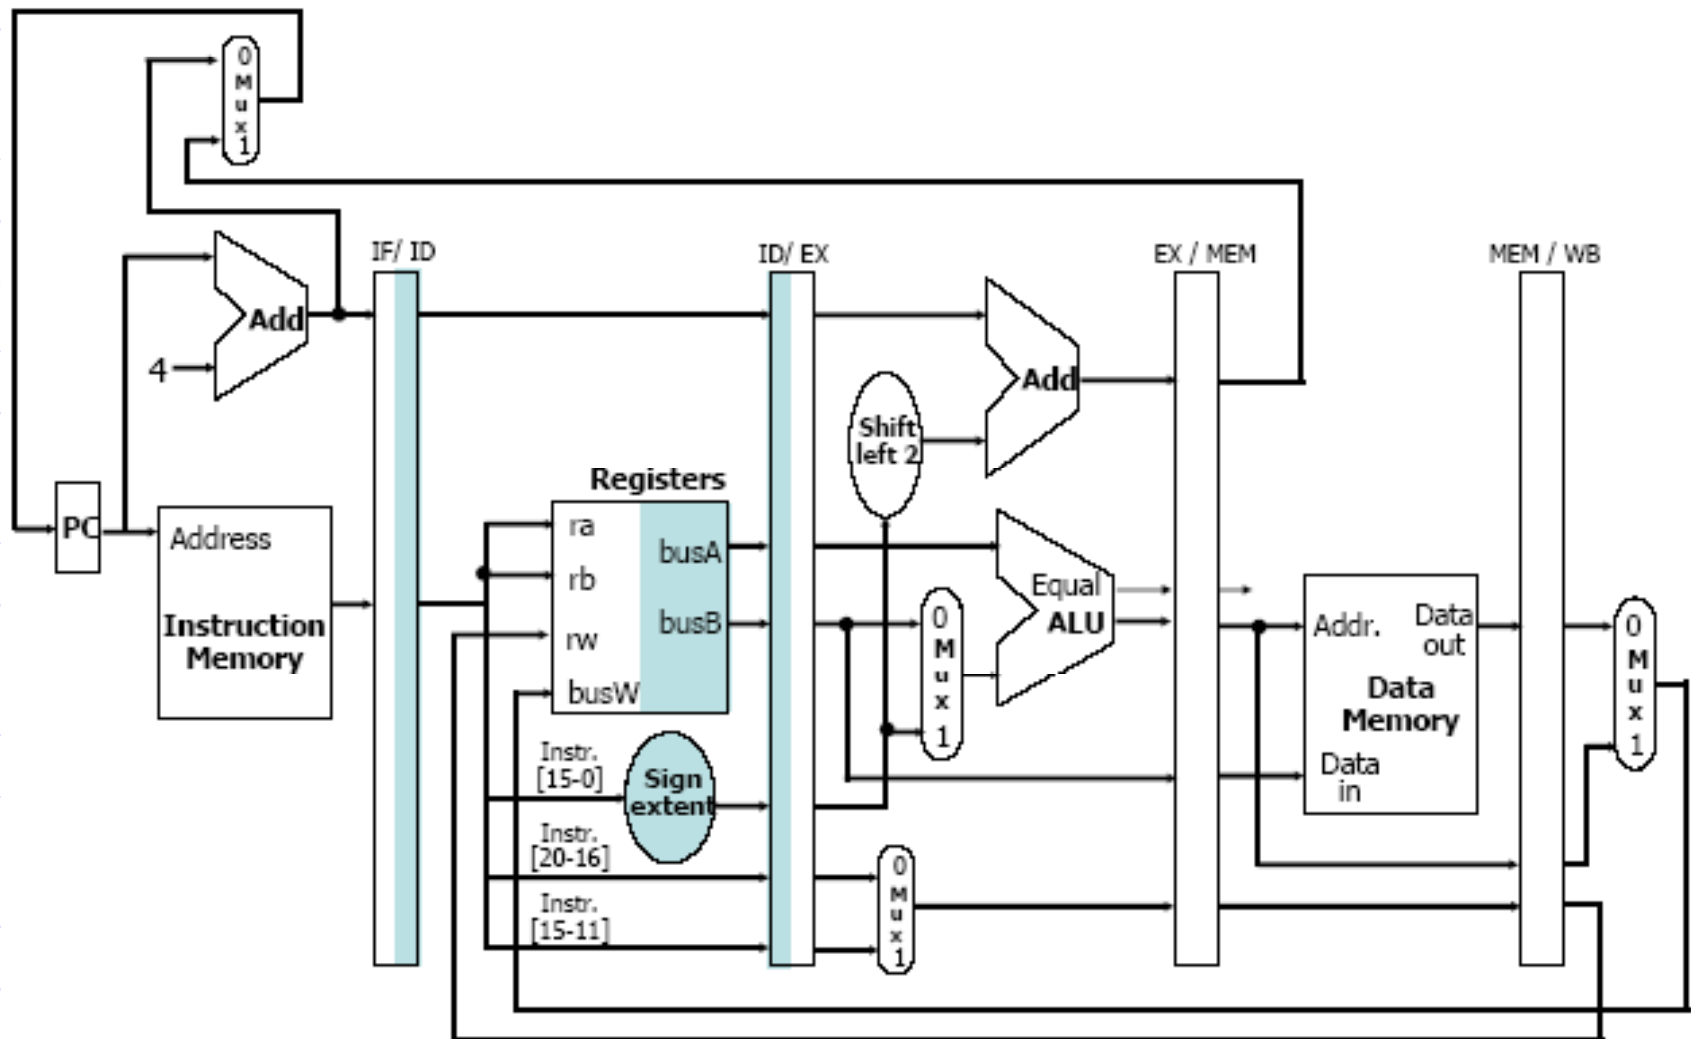 0
M
u
x
1
IF/ ID
ID/ EX
EX / MEM
MEM / WB
Add
4
Add
Shift
left 2
Registers
PC
Address
Instruction
Memory
ra
rb
rw
busW
busA
busB
0
M
u
x
1
Equal
ALU
Addr.
Data
out
Data
Memory
Data
in
0
M
u
x
1
Instr.
[15-0]
Sign
extent
Instr.
[20-16]
Instr.
[15-11]
0
M
u
x
1